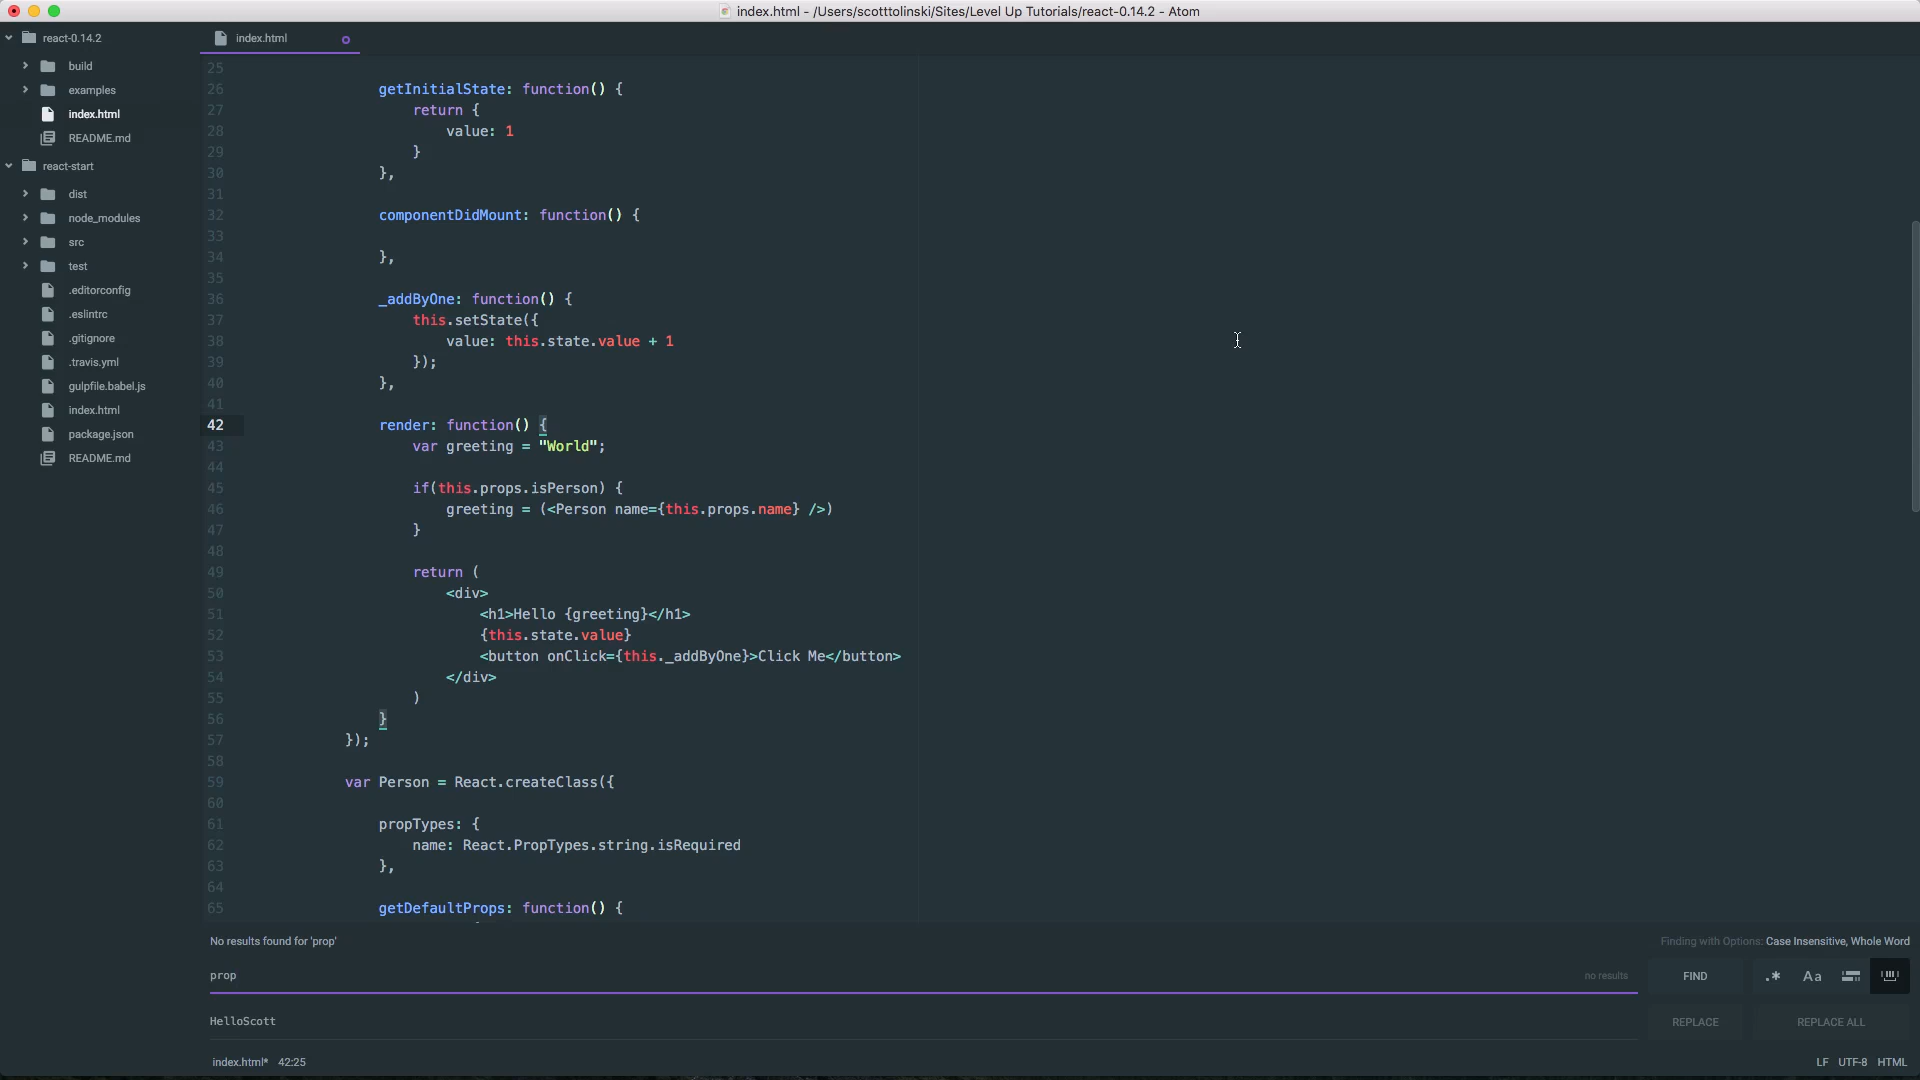 index.html - /Users/scotttolinski/Sites/Level Up Tutorials/react-0.14.2 - Atom
react-0.14.2
build
examples
index.html
README.md
react-start
dist
node_modules
src
test
.editorconfig
.eslintrc
.gitignore
.travis.yml
gulpfile.babel.js
index.html
package.json
README.md
index.html
25
26 getInitialState: function() {
27 return {
28 value: 1
29 }
30 },
31
32 componentDidMount: function() {
33
34 },
35
36 _addByOne: function() {
37 this.setState({
38 value: this.state.value + 1
39 });
40 },
41
42 render: function() {
43 var greeting = "World";
44
45 if(this.props.isPerson) {
46 greeting = (<Person name={this.props.name} />)
47 }
48
49 return (
50 <div>
51 <h1>Hello {greeting}</h1>
52 {this.state.value}
53 <button onClick={this._addByOne}>Click Me</button>
54 </div>
55 )
56 }
57 });
58
59 var Person = React.createClass({
60
61 propTypes: {
62 name: React.PropTypes.string.isRequired
63 },
64
65 getDefaultProps: function() {
No results found for 'prop'
Finding with Options: Case Insensitive, Whole Word
prop
no results
FIND
.* Aa
HelloScott
REPLACE
REPLACE ALL
index.html* 42:25
LF UTF-8 HTML